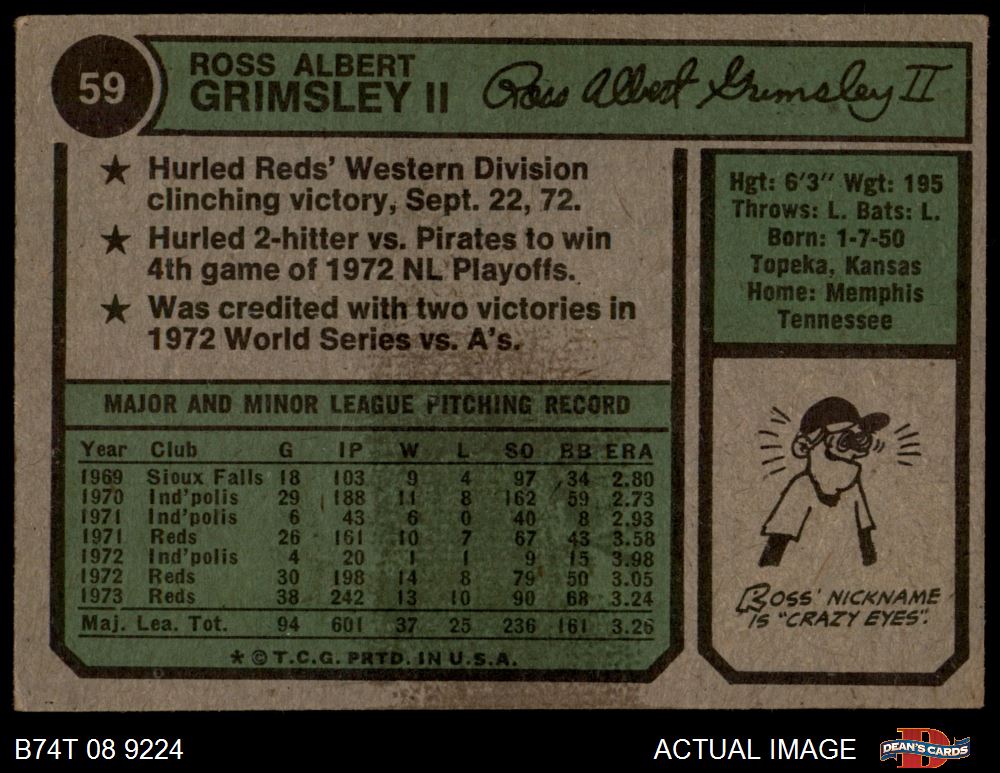 59
ROSS ALBERT
GRIMSLEY II
Ross Albert Grimsley II
★ Hurled Reds' Western Division
clinching victory, Sept. 22, 72.
★ Hurled 2-hitter vs. Pirates to win
4th game of 1972 NL Playoffs.
★ Was credited with two victories in
1972 World Series vs. A's.
Hgt: 6'3" Wgt: 195
Throws: L. Bats: L.
Born: 1-7-50
Topeka, Kansas
Home: Memphis
Tennessee
MAJOR AND MINOR LEAGUE PITCHING RECORD
Year Club G IP W L SO BB ERA
1969 Sioux Falls 18 103 9 4 97 34 2.80
1970 Ind'polis 29 188 11 8 162 59 2.73
1971 Ind'polis 6 43 6 0 40 8 2.93
1971 Reds 26 161 10 7 67 43 3.58
1972 Ind'polis 4 20 1 1 9 15 3.98
1972 Reds 30 198 14 8 79 50 3.05
1973 Reds 38 242 13 10 90 68 3.24
Maj. Lea. Tot. 94 601 37 25 236 161 3.26
* © T.C.G. PRTD. IN U.S.A.
ROSS' NICKNAME
IS "CRAZY EYES".
B74T 08 9224
ACTUAL IMAGE
DEAN'S CARDS